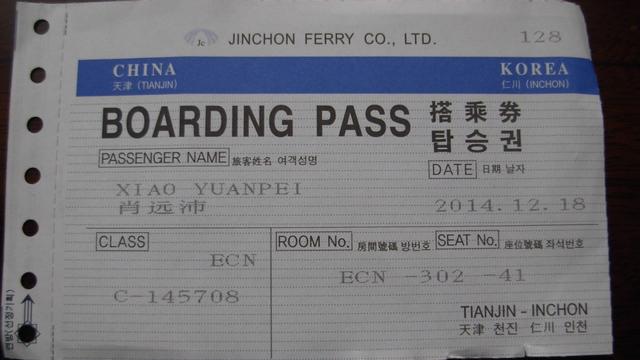 Jc JINCHON FERRY CO., LTD. 128
CHINA KOREA
天津 (TIANJIN) 仁川 (INCHON)
BOARDING PASS 搭乘券
탑승권
PASSENGER NAME 旅客姓名 여객성명
DATE 日期 날자
XIAO YUANPEI
肖远沛 2014.12.18
CLASS ROOM No. 房間號碼 방번호 SEAT No. 座位號碼 좌석번호
ECN ECN -302 -41
C-145708
TIANJIN - INCHON
天津 천진 仁川 인천